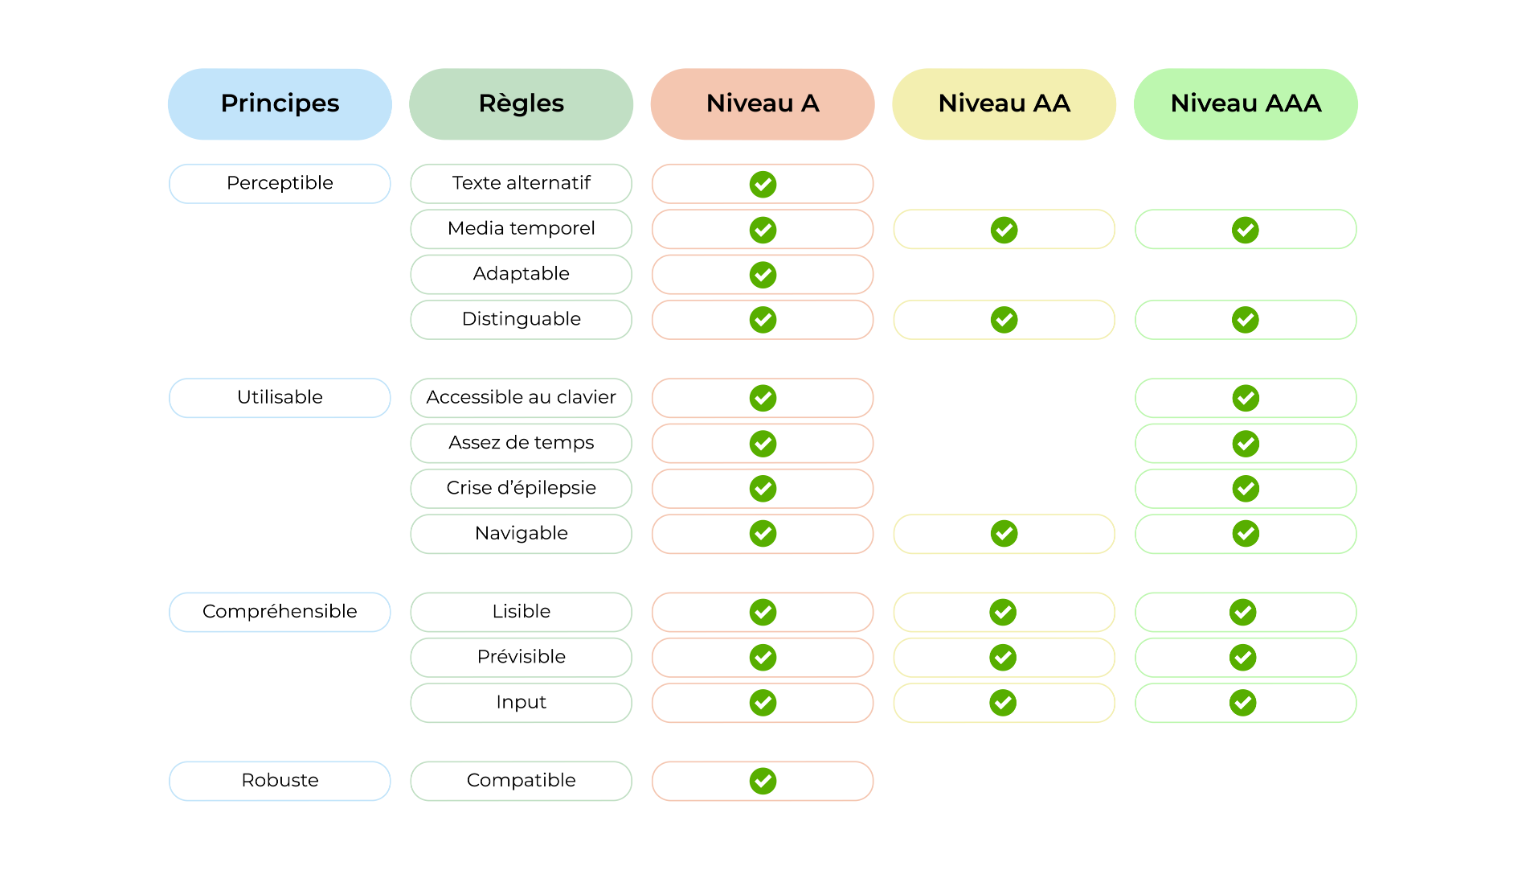 Principes
Règles
Niveau A
Niveau AA
Niveau AAA
Perceptible
Texte alternatif
Media temporel
Adaptable
Distinguable
Utilisable
Accessible au clavier
Assez de temps
Crise d'épilepsie
Navigable
Compréhensible
Lisible
Prévisible
Input
Robuste
Compatible